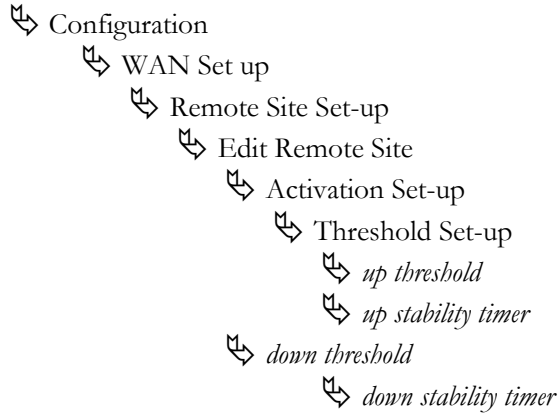 Configuration
WAN Set up
Remote Site Set-up
Edit Remote Site
Activation Set-up
Threshold Set-up
up threshold
up stability timer
down threshold
down stability timer